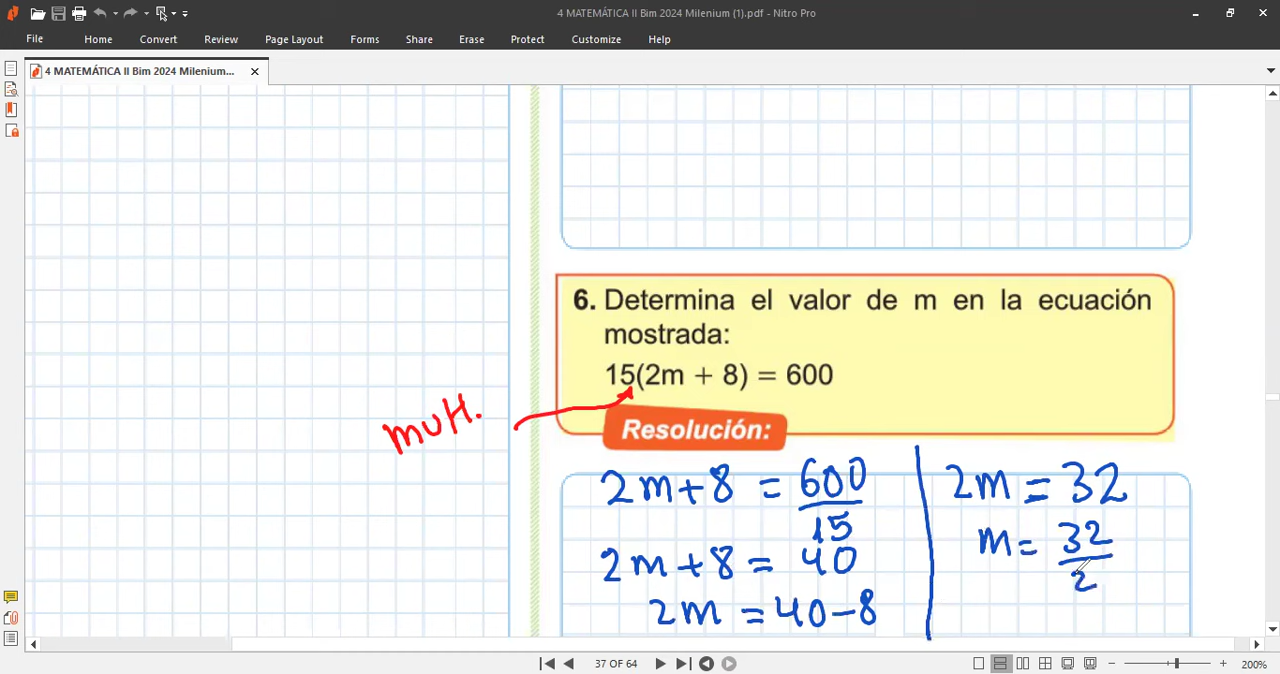 4 MATEMÁTICA II Bim 2024 Milenium (1).pdf - Nitro Pro
File Home Convert Review Page Layout Forms Share Erase Protect Customize Help
4 MATEMÁTICA II Bim 2024 Milenium...
6. Determina el valor de m en la ecuación
mostrada:
15(2m + 8) = 600
mult.
Resolución:
2m+8 = 600/15
2m+8 = 40
2m = 40-8
2m = 32
m = 32/2
37 OF 64
200%